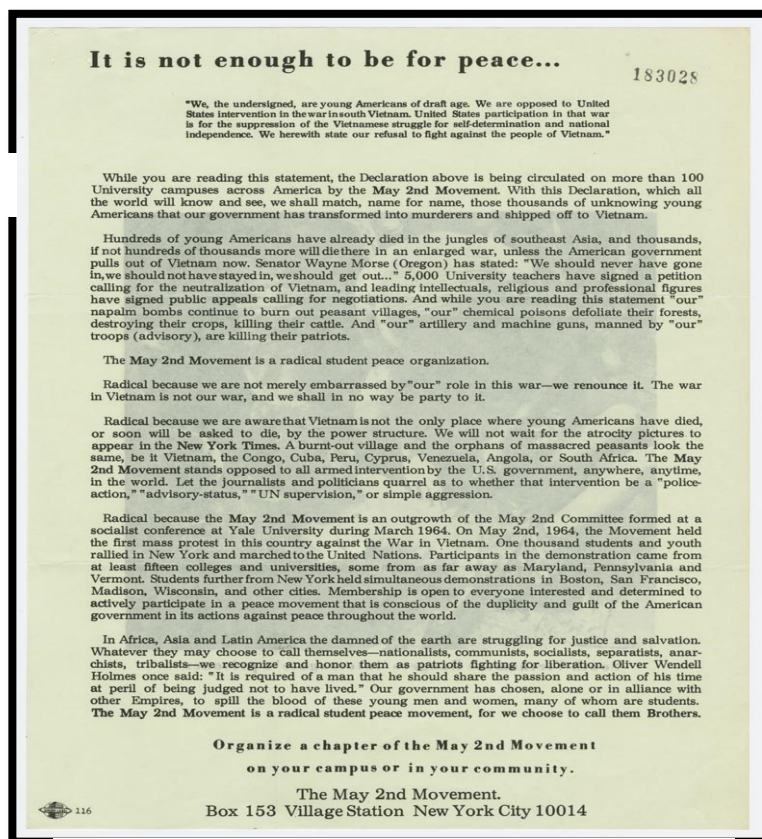 It is not enough to be for peace...
183028
"We, the undersigned, are young Americans of draft age. We are opposed to United
States intervention in the war in south Vietnam. United States participation in that war
is for the suppression of the Vietnamese struggle for self-determination and national
independence. We herewith state our refusal to fight against the people of Vietnam."
While you are reading this statement, the Declaration above is being circulated on more than 100
University campuses across America by the May 2nd Movement. With this Declaration, which all
the world will know and see, we shall match, name for name, those thousands of unknowing young
Americans that our government has transformed into murderers and shipped off to Vietnam.
Hundreds of young Americans have already died in the jungles of southeast Asia, and thousands,
if not hundreds of thousands more will die there in an enlarged war, unless the American government
pulls out of Vietnam now. Senator Wayne Morse (Oregon) has stated: "We should never have gone
in, we should not have stayed in, we should get out..." 5,000 University teachers have signed a petition
calling for the neutralization of Vietnam, and leading intellectuals, religious and professional figures
have signed public appeals calling for negotiations. And while you are reading this statement "our"
napalm bombs continue to burn out peasant villages, "our" chemical poisons defoliate their forests,
destroying their crops, killing their cattle. And "our" artillery and machine guns, manned by "our"
troops (advisory), are killing their patriots.
The May 2nd Movement is a radical student peace organization.
Radical because we are not merely embarrassed by "our" role in this war—we renounce it. The war
in Vietnam is not our war, and we shall in no way be party to it.
Radical because we are aware that Vietnam is not the only place where young Americans have died,
or soon will be asked to die, by the power structure. We will not wait for the atrocity pictures to
appear in the New York Times. A burnt-out village and the orphans of massacred peasants look the
same, be it Vietnam, the Congo, Cuba, Peru, Cyprus, Venezuela, Angola, or South Africa. The May
2nd Movement stands opposed to all armed intervention by the U.S. government, anywhere, anytime,
in the world. Let the journalists and politicians quarrel as to whether that intervention be a "police-
action," "advisory-status," "UN supervision," or simple aggression.
Radical because the May 2nd Movement is an outgrowth of the May 2nd Committee formed at a
socialist conference at Yale University during March 1964. On May 2nd, 1964, the Movement held
the first mass protest in this country against the War in Vietnam. One thousand students and youth
rallied in New York and marched to the United Nations. Participants in the demonstration came from
at least fifteen colleges and universities, some from as far away as Maryland, Pennsylvania and
Vermont. Students further from New York held simultaneous demonstrations in Boston, San Francisco,
Madison, Wisconsin, and other cities. Membership is open to everyone interested and determined to
actively participate in a peace movement that is conscious of the duplicity and guilt of the American
government in its actions against peace throughout the world.
In Africa, Asia and Latin America the damned of the earth are struggling for justice and salvation.
Whatever they may choose to call themselves—nationalists, communists, socialists, separatists, anar-
chists, tribalists—we recognize and honor them as patriots fighting for liberation. Oliver Wendell
Holmes once said: "It is required of a man that he should share the passion and action of his time
at peril of being judged not to have lived." Our government has chosen, alone or in alliance with
other Empires, to spill the blood of these young men and women, many of whom are students.
The May 2nd Movement is a radical student peace movement, for we choose to call them Brothers.
Organize a chapter of the May 2nd Movement
on your campus or in your community.
The May 2nd Movement.
116
Box 153 Village Station New York City 10014